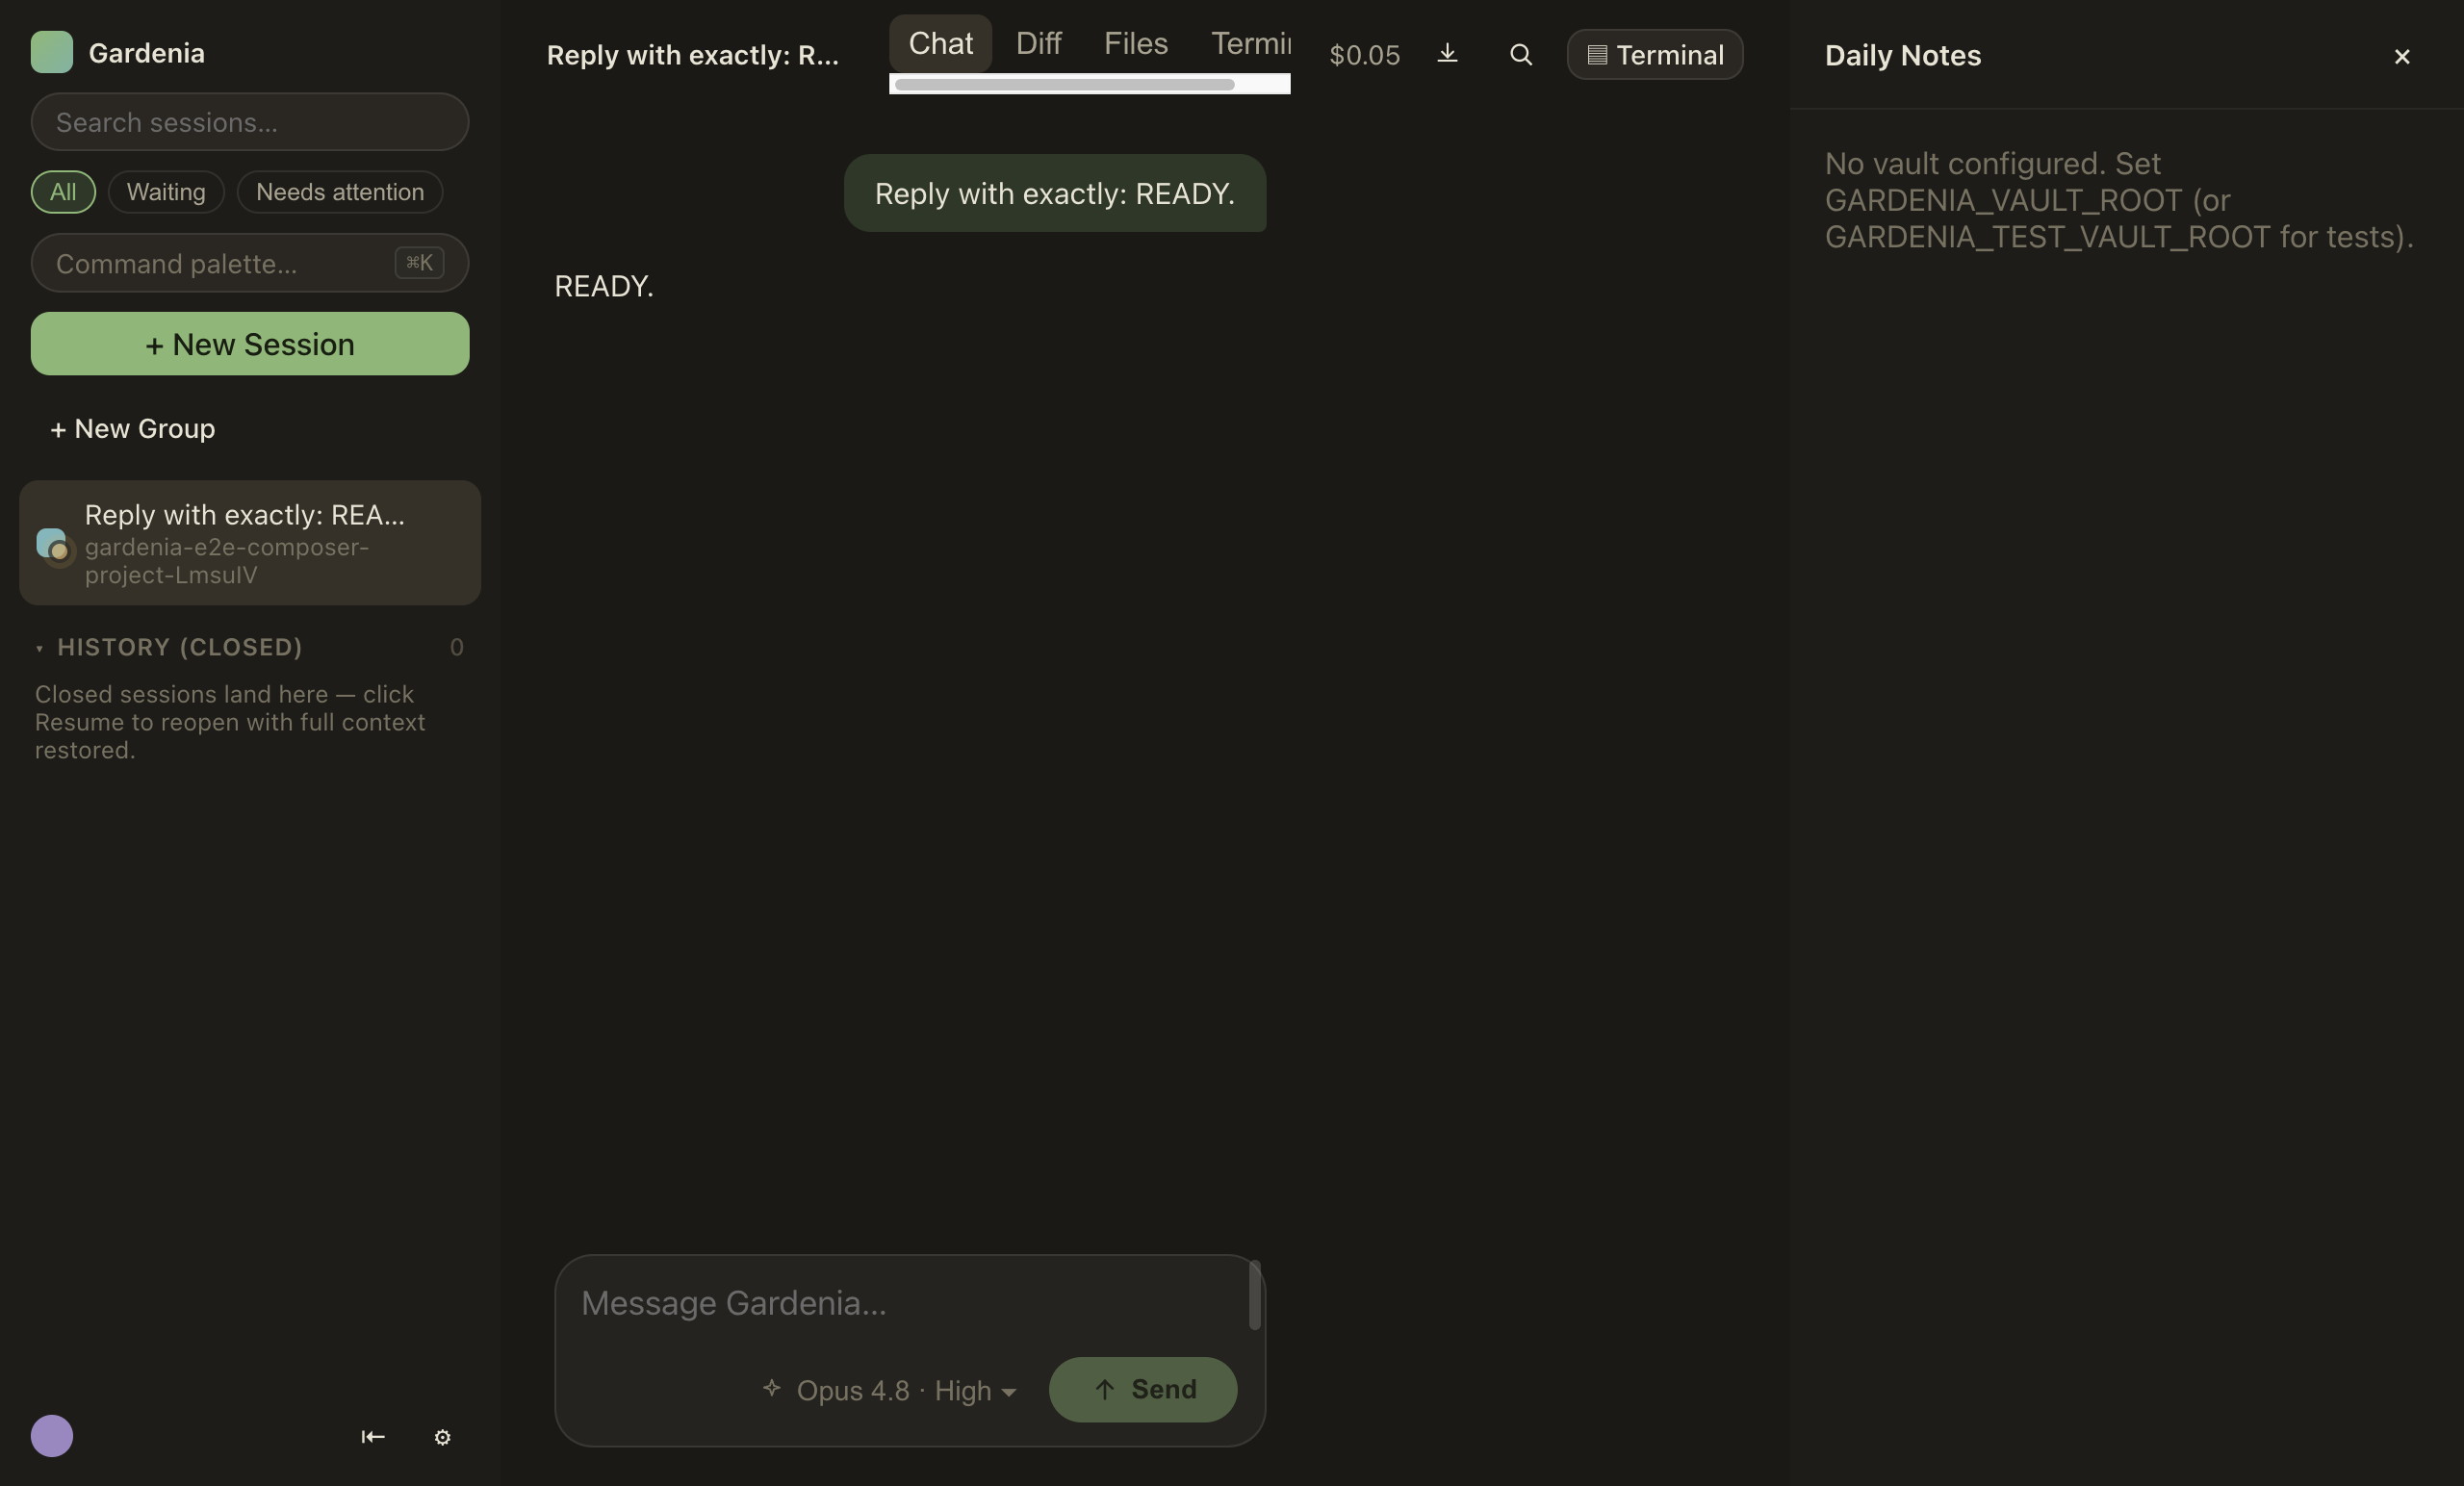 Gardenia
Search sessions...
All
Waiting
Needs attention
Command palette...
⌘K
+ New Session
+ New Group
Reply with exactly: REA...
gardenia-e2e-composer-
project-LmsuIV
HISTORY (CLOSED)
0
Closed sessions land here — click
Resume to reopen with full context
restored.
Reply with exactly: R...
Chat
Diff
Files
Termin
$0.05
Terminal
Reply with exactly: READY.
READY.
Message Gardenia...
Opus 4.8 · High
Send
Daily Notes
No vault configured. Set
GARDENIA_VAULT_ROOT (or
GARDENIA_TEST_VAULT_ROOT for tests).